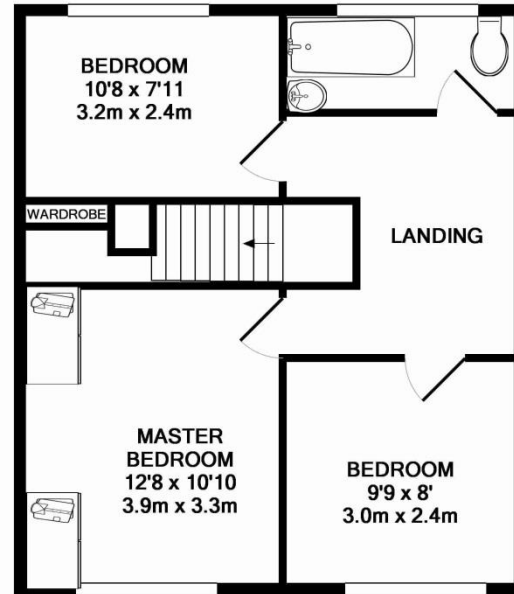 BEDROOM
10'8 x 7'11
3.2m x 2.4m
WARDROBE
LANDING
MASTER
BEDROOM
12'8 x 10'10
3.9m x 3.3m
BEDROOM
9'9 x 8'
3.0m x 2.4m